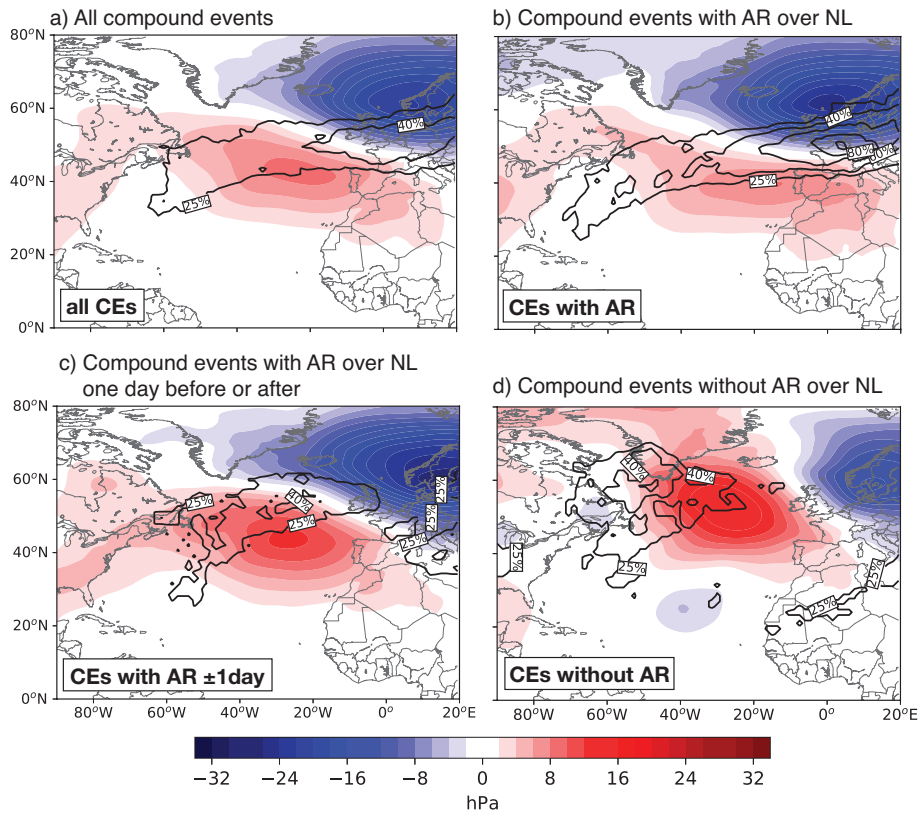 a) All compound events
b) Compound events with AR over NL
80°N
60°N
40°N
20°N
0°N
40%
25%
all CEs
40%
80%
80%
25%
CEs with AR
c) Compound events with AR over NL
one day before or after
d) Compound events without AR over NL
80°N
60°N
40°N
20°N
0°N
25%
40%
25%
25%
25%
25%
CEs with AR ±1day
40%
40%
25%
25%
25%
25%
CEs without AR
80°W 60°W 40°W 20°W 0° 20°E
80°W 60°W 40°W 20°W 0° 20°E
−32 −24 −16 −8 0 8 16 24 32
hPa